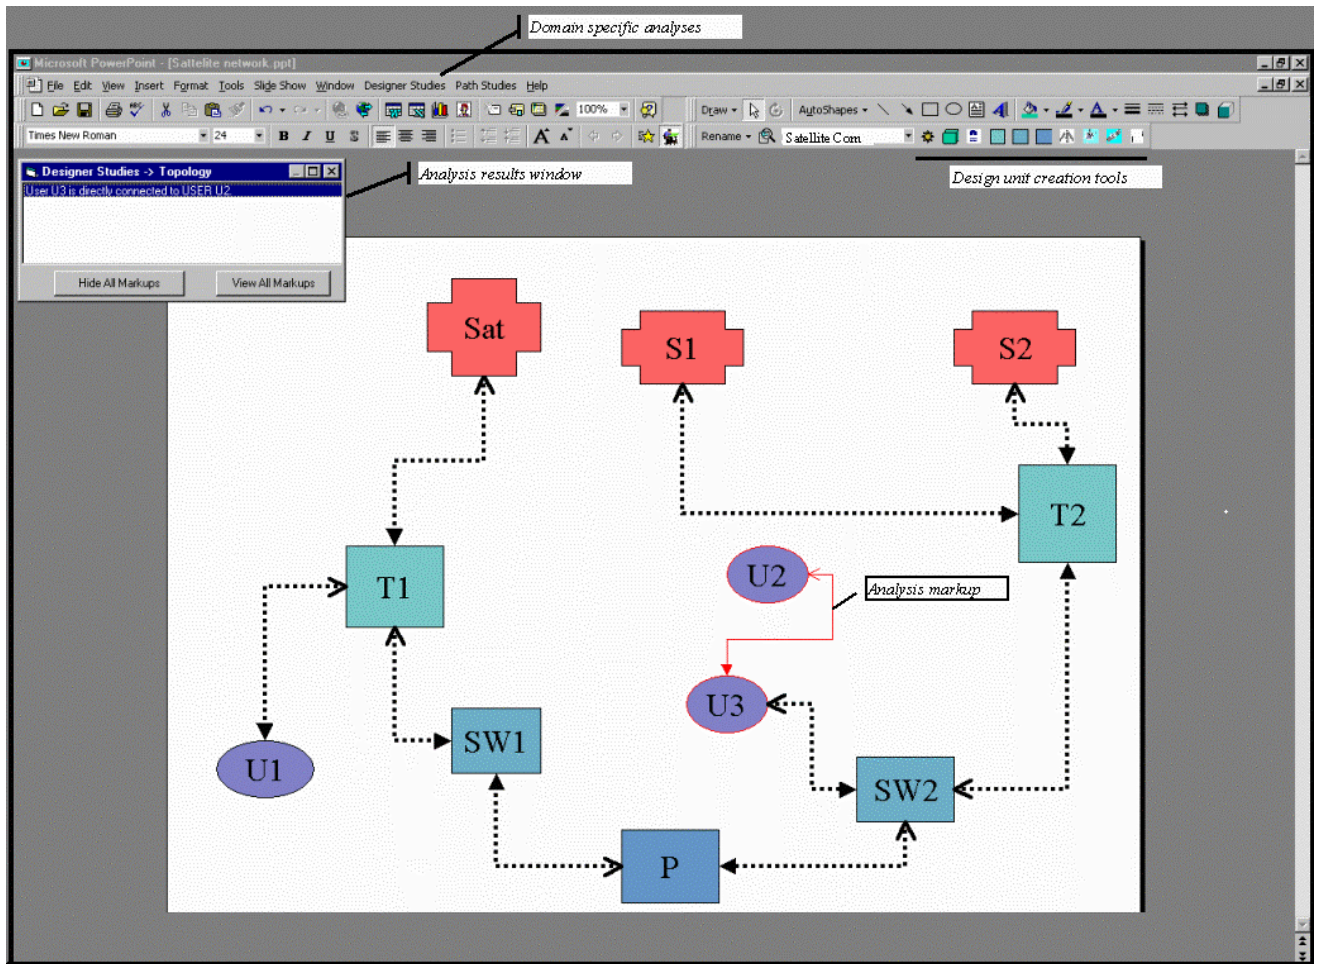 Domain specific analyses
Microsoft PowerPoint - [Sattelite network.ppt]
File Edit View Insert Format Tools Slide Show Window Designer Studies Path Studies Help
100% Draw AutoShapes
Times New Roman 24 B I U S A A Rename Satellite Com
Designer Studies -> Topology
User U3 is directly connected to USER U2
Hide All Markups View All Markups
Analysis results window
Design unit creation tools
Sat
S1
S2
T2
T1
U2
Analysis markup
U3
SW1
U1
SW2
P